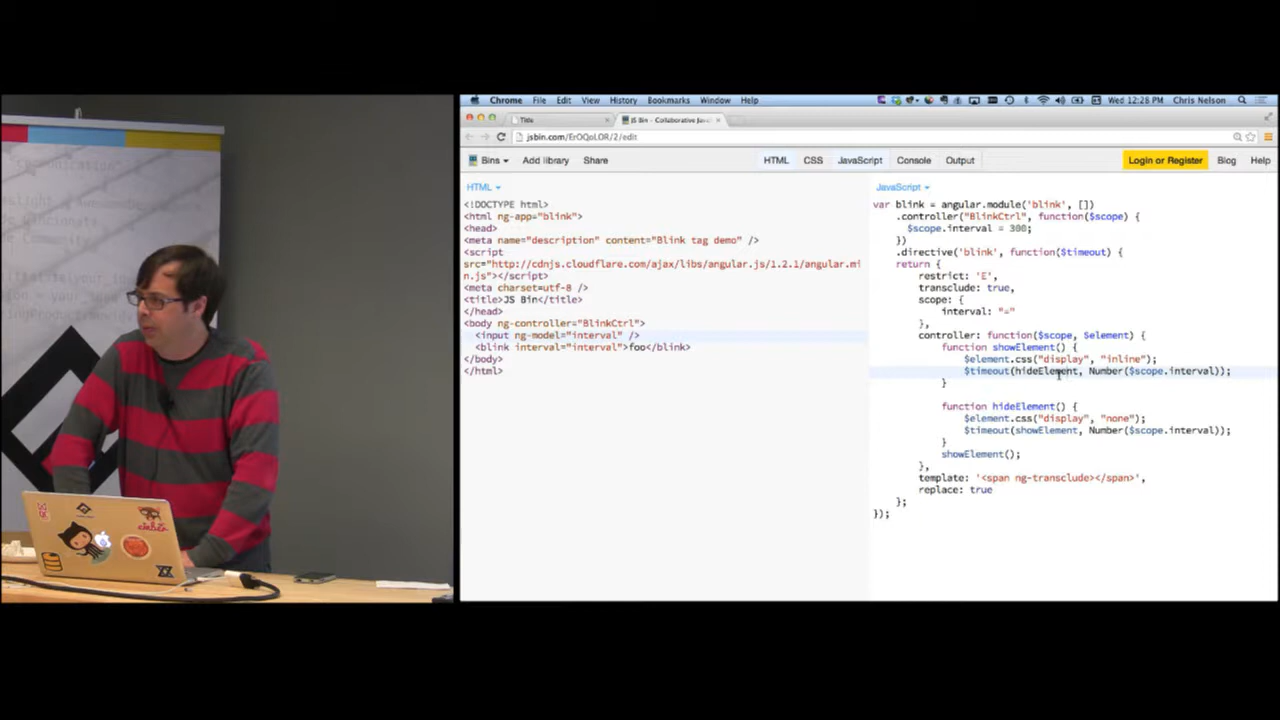 Chrome File Edit View History Bookmarks Window Help
Wed 12:28 PM Chris Nelson
Title
JS Bin - Collaborative Jav
jsbin.com/ErOQoLOR/2/edit
Bins Add library Share
HTML CSS JavaScript Console Output
Login or Register Blog Help
HTML
<!DOCTYPE html>
<html ng-app="blink">
<head>
<meta name="description" content="Blink tag demo" />
<script
src="http://cdnjs.cloudflare.com/ajax/libs/angular.js/1.2.1/angular.mi
n.js"></script>
<meta charset=utf-8 />
<title>JS Bin</title>
</head>
<body ng-controller="BlinkCtrl">
<input ng-model="interval" />
<blink interval="interval">foo</blink>
</body>
</html>
JavaScript
var blink = angular.module('blink', [])
.controller("BlinkCtrl", function($scope) {
$scope.interval = 300;
})
.directive('blink', function($timeout) {
return {
restrict: 'E',
transclude: true,
scope: {
interval: "="
},
controller: function($scope, $element) {
function showElement() {
$element.css("display", "inline");
$timeout(hideElement, Number($scope.interval));
}
function hideElement() {
$element.css("display", "none");
$timeout(showElement, Number($scope.interval));
}
showElement();
},
template: '<span ng-transclude></span>',
replace: true
};
});